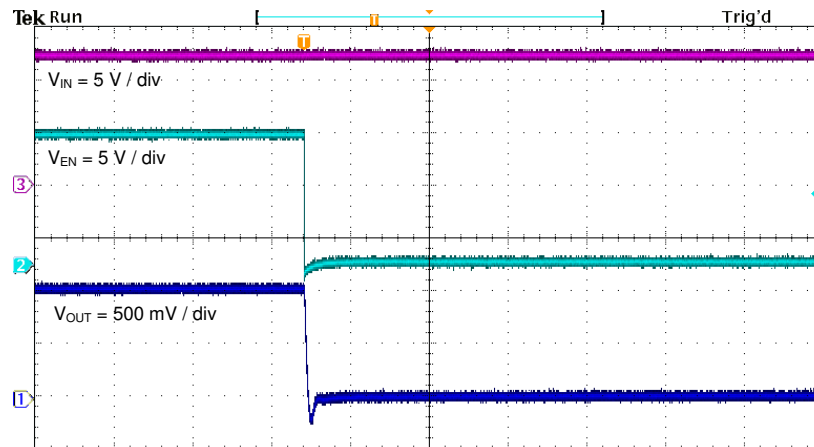 Tek Run Trig'd
T
T
V_IN = 5 V / div
V_EN = 5 V / div
3
2
V_OUT = 500 mV / div
1